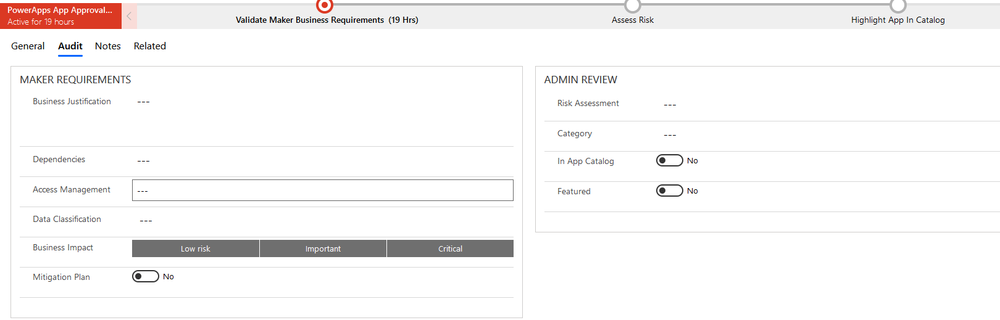 PowerApps App Approval...
Active for 19 hours
Validate Maker Business Requirements (19 Hrs)
Assess Risk
Highlight App In Catalog
General
Audit
Notes
Related
MAKER REQUIREMENTS
Business Justification
---
Dependencies
---
Access Management
---
Data Classification
---
Business Impact
Low risk
Important
Critical
Mitigation Plan
No
ADMIN REVIEW
Risk Assessment
---
Category
---
In App Catalog
No
Featured
No